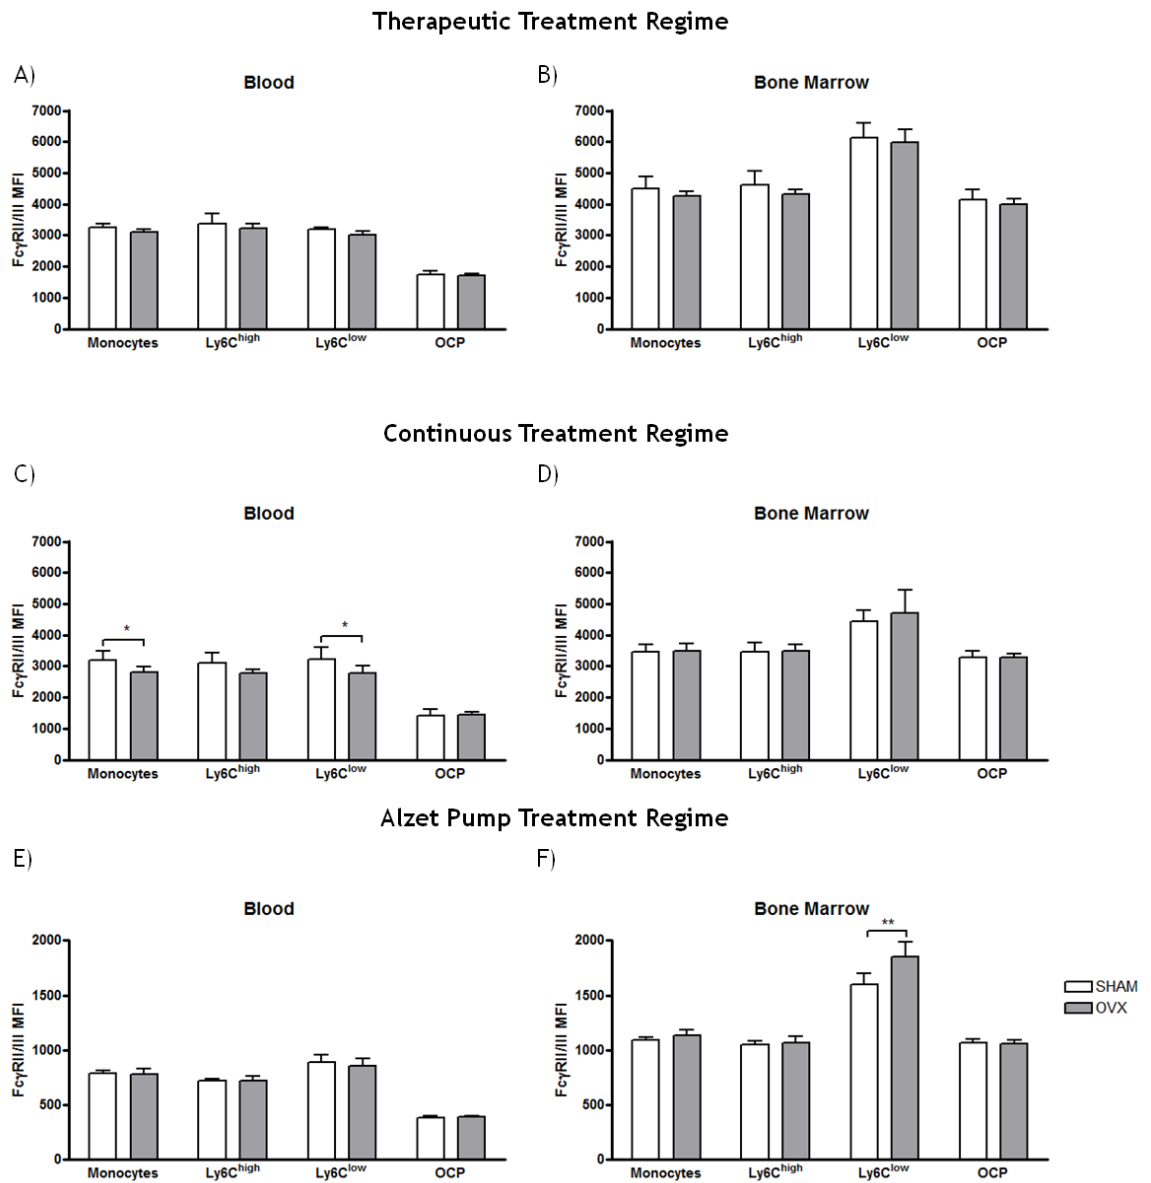 Therapeutic Treatment Regime
A)
Blood
FcγRII/III MFI
7000
6000
5000
4000
3000
2000
1000
0
Monocytes Ly6Chigh Ly6Clow OCP
B)
Bone Marrow
FcγRII/III MFI
7000
6000
5000
4000
3000
2000
1000
0
Monocytes Ly6Chigh Ly6Clow OCP
Continuous Treatment Regime
C)
Blood
FcγRII/III MFI
7000
6000
5000
4000
3000
2000
1000
0
* *
Monocytes Ly6Chigh Ly6Clow OCP
D)
Bone Marrow
FcγRII/III MFI
7000
6000
5000
4000
3000
2000
1000
0
Monocytes Ly6Chigh Ly6Clow OCP
Alzet Pump Treatment Regime
E)
Blood
FcγRII/III MFI
2000
1500
1000
500
0
Monocytes Ly6Chigh Ly6Clow OCP
F)
Bone Marrow
**
FcγRII/III MFI
2000
1500
1000
500
0
Monocytes Ly6Chigh Ly6Clow OCP
SHAM
OVX